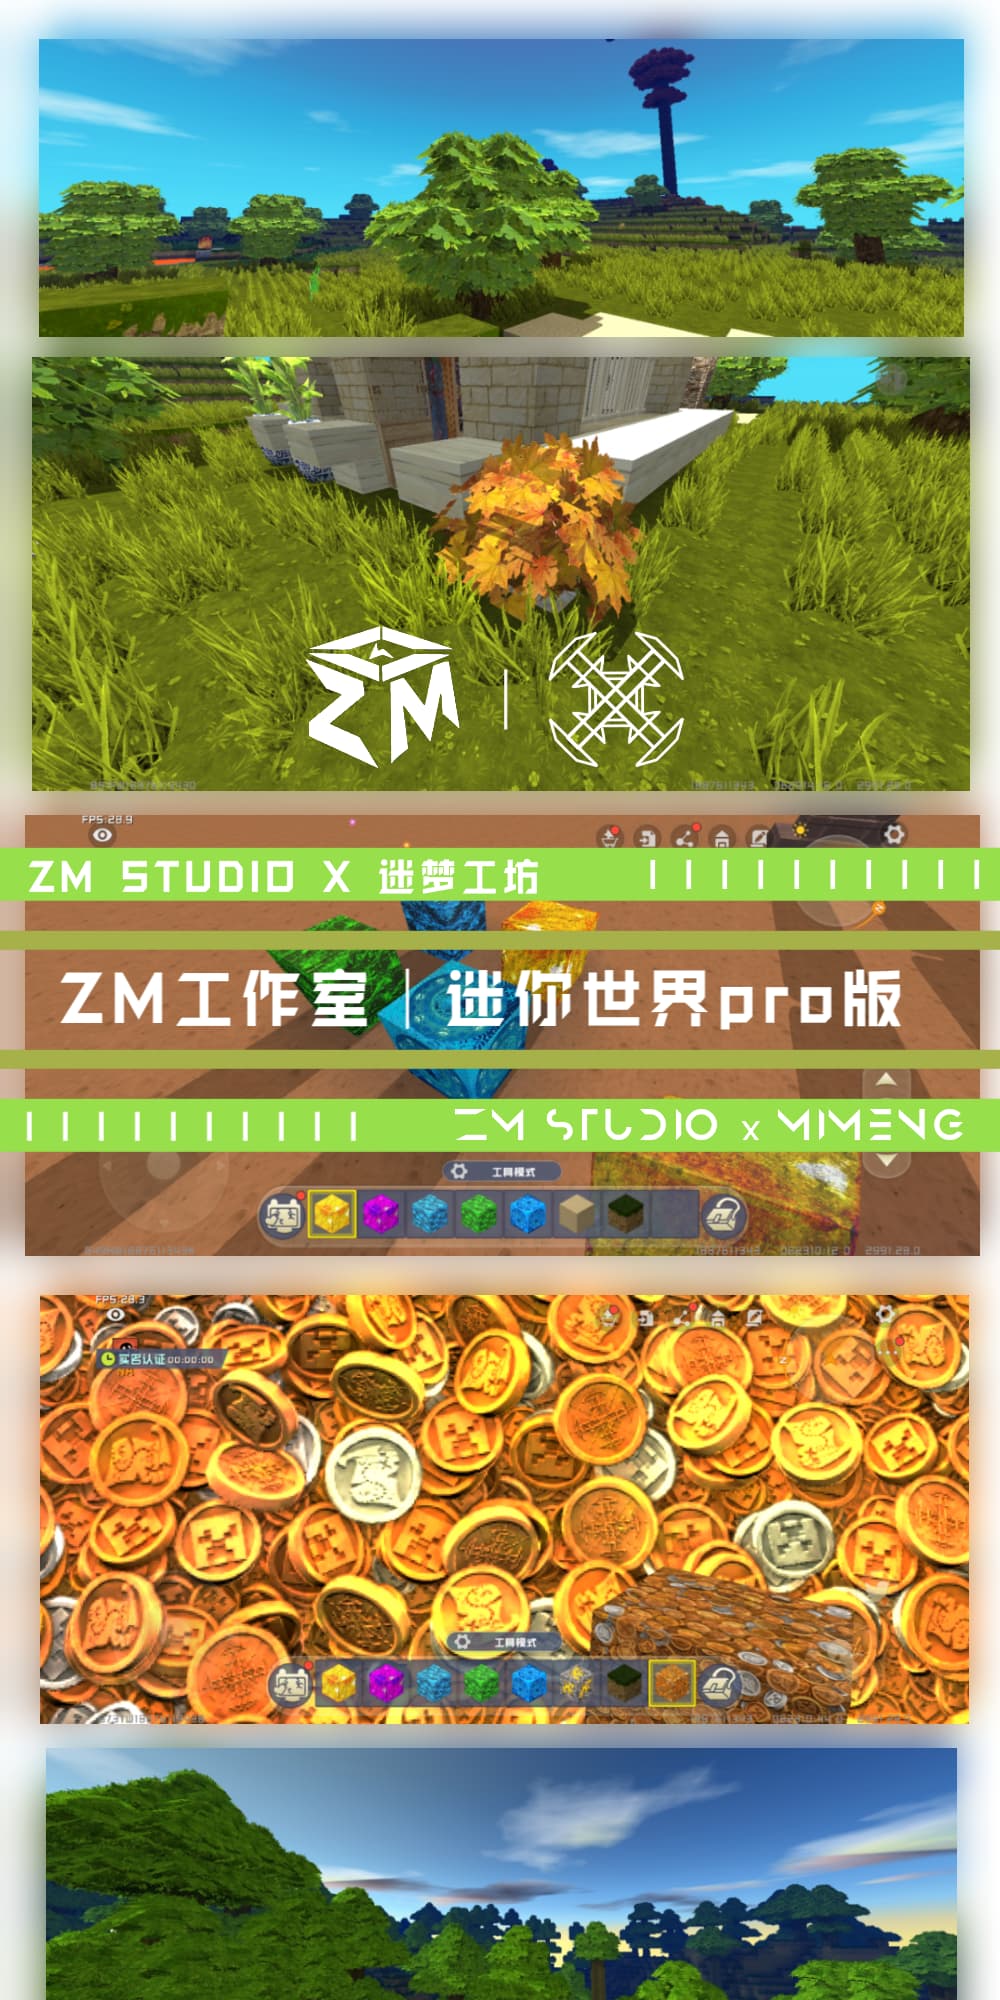 ZM
FPS:28.9
ZM STUDIO X 迷梦工坊
ZM工作室｜迷你世界pro版
ZM STUDIO x MIMENG
工具模式
FPS:28.3
实名认证 00:00:00
工具模式